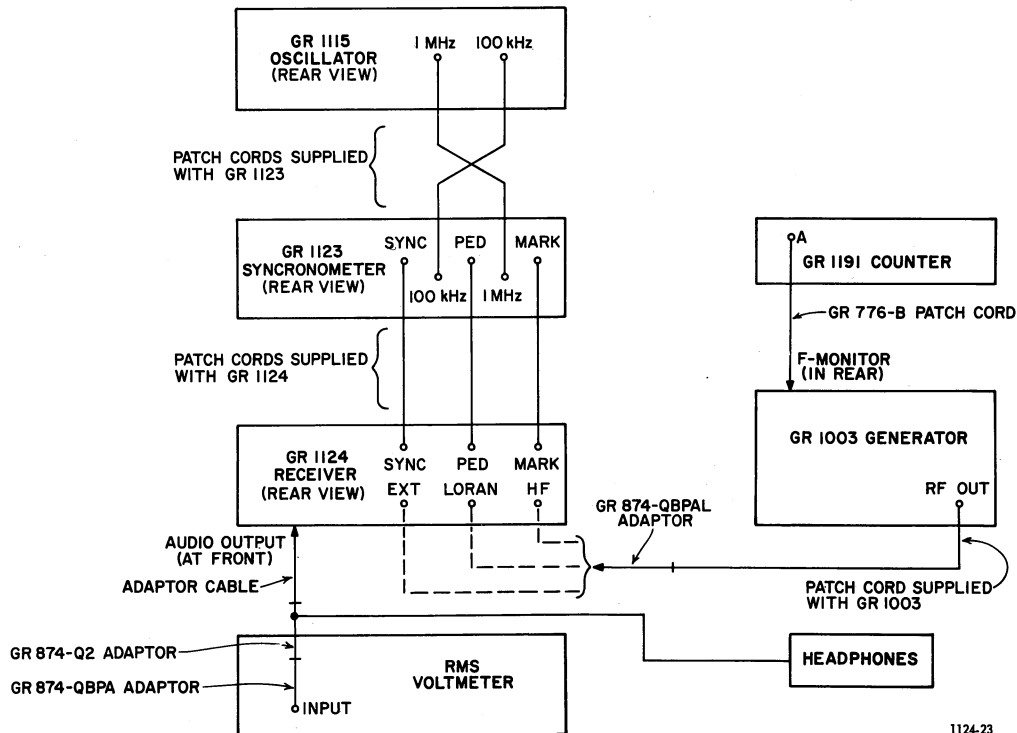 GR 1115
OSCILLATOR
(REAR VIEW)
1 MHz
100 kHz
PATCH CORDS SUPPLIED
WITH GR 1123
GR 1123
SYNCRONOMETER
(REAR VIEW)
SYNC
PED
MARK
100 kHz
1 MHz
A
GR 1191 COUNTER
GR 776-B PATCH CORD
F-MONITOR
(IN REAR)
PATCH CORDS SUPPLIED
WITH GR 1124
GR 1124
RECEIVER
(REAR VIEW)
SYNC
PED
MARK
EXT
LORAN
HF
GR 1003 GENERATOR
RF OUT
GR 874-QBPAL
ADAPTOR
AUDIO OUTPUT
(AT FRONT)
ADAPTOR CABLE
PATCH CORD SUPPLIED
WITH GR 1003
GR 874-Q2 ADAPTOR
GR 874-QBPA ADAPTOR
RMS
VOLTMETER
INPUT
HEADPHONES
1124-23